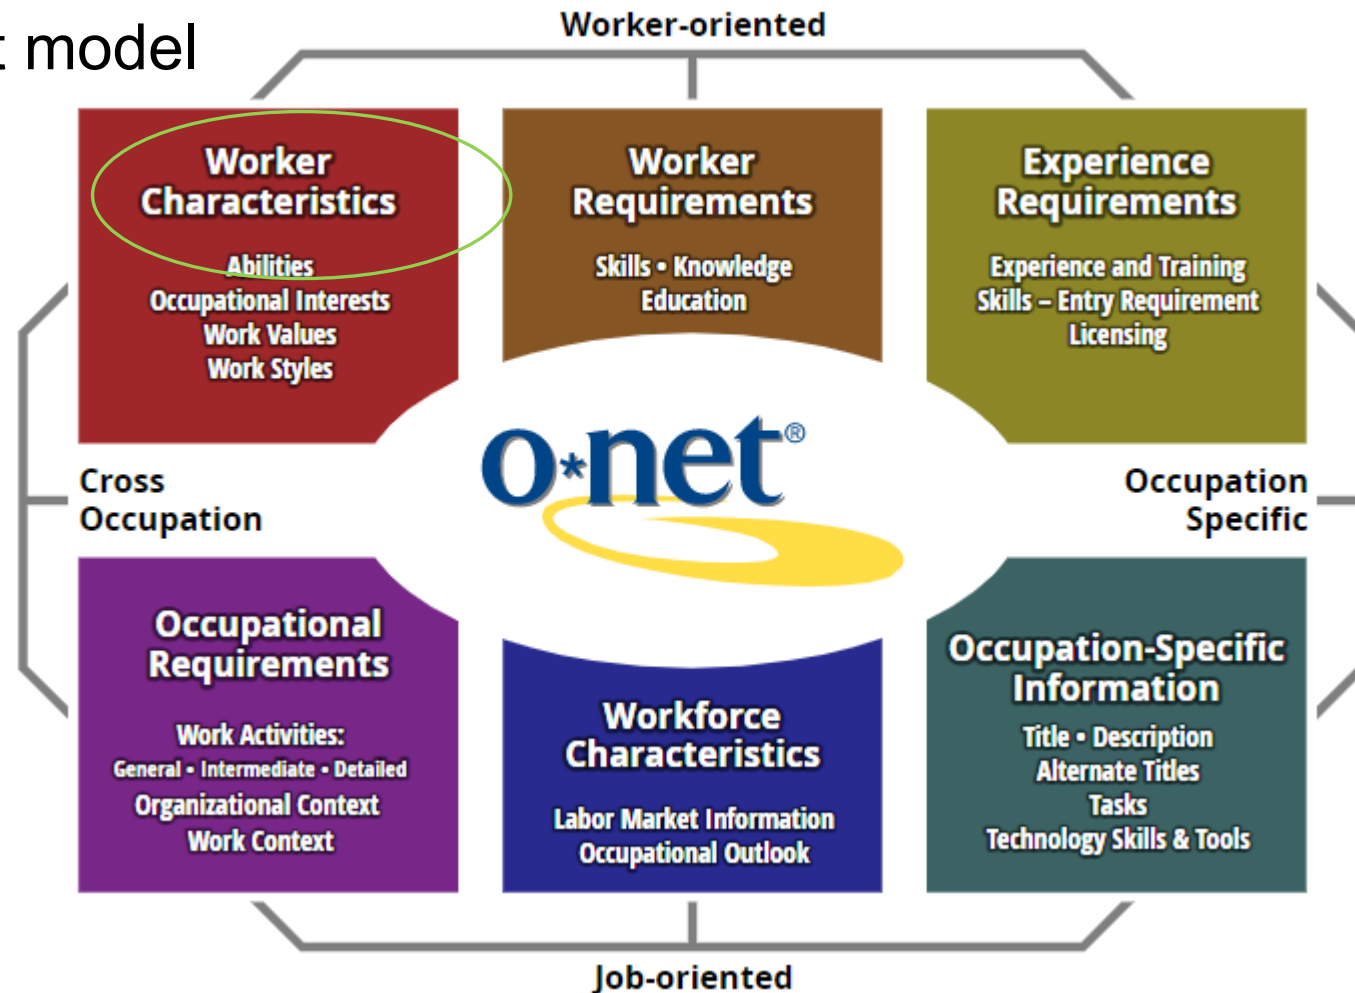 t model
Worker-oriented
Worker
Characteristics
Abilities
Occupational Interests
Work Values
Work Styles
Worker
Requirements
Skills • Knowledge
Education
Experience
Requirements
Experience and Training
Skills – Entry Requirement
Licensing
o*net®
Cross
Occupation
Occupation
Specific
Occupational
Requirements
Work Activities:
General • Intermediate • Detailed
Organizational Context
Work Context
Workforce
Characteristics
Labor Market Information
Occupational Outlook
Occupation-Specific
Information
Title • Description
Alternate Titles
Tasks
Technology Skills & Tools
Job-oriented